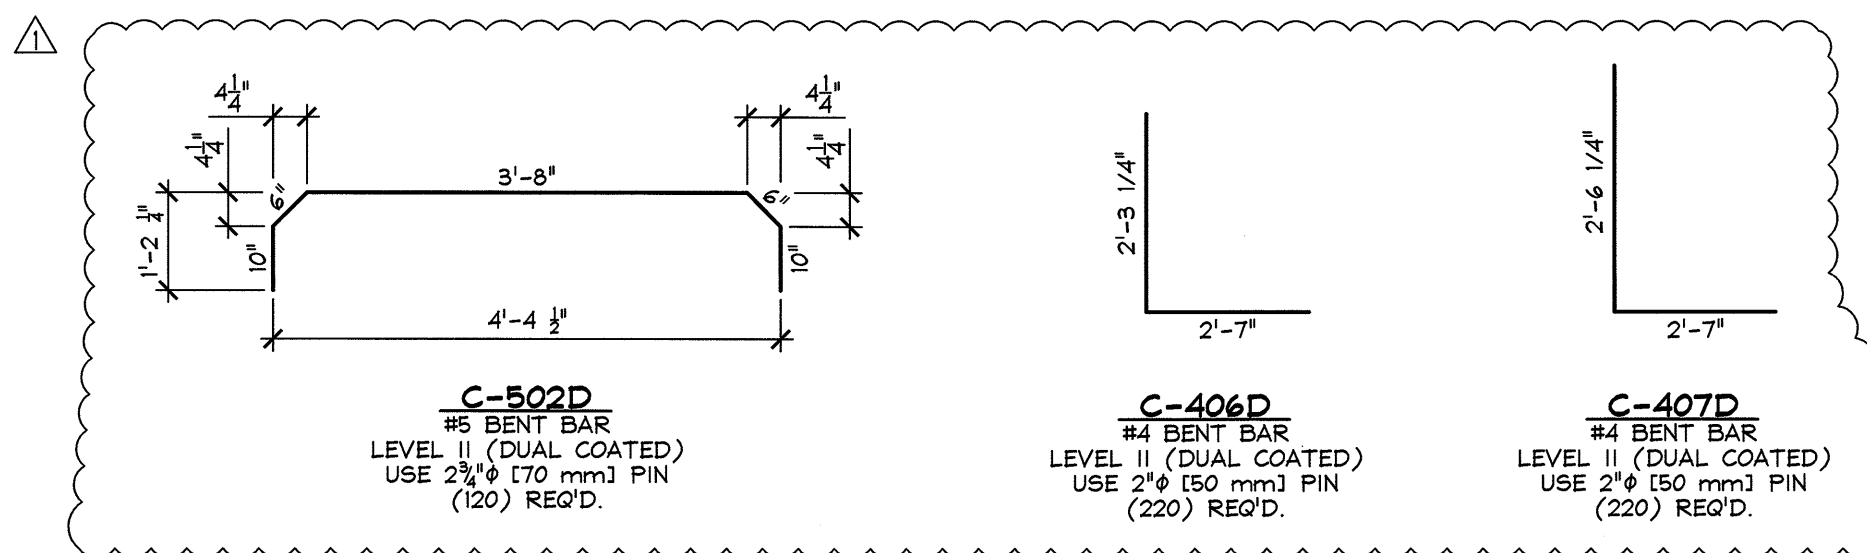 1
4 1/4"
4 1/4"
4 1/4"
4 1/4"
3'-8"
6"
6"
1'-2 1/4"
10"
10"
4'-4 1/2"
C-502D
#5 BENT BAR
LEVEL II (DUAL COATED)
USE 2 3/4"ϕ [70 mm] PIN
(120) REQ'D.
2'-3 1/4"
2'-7"
C-406D
#4 BENT BAR
LEVEL II (DUAL COATED)
USE 2"ϕ [50 mm] PIN
(220) REQ'D.
2'-6 1/4"
2'-7"
C-407D
#4 BENT BAR
LEVEL II (DUAL COATED)
USE 2"ϕ [50 mm] PIN
(220) REQ'D.